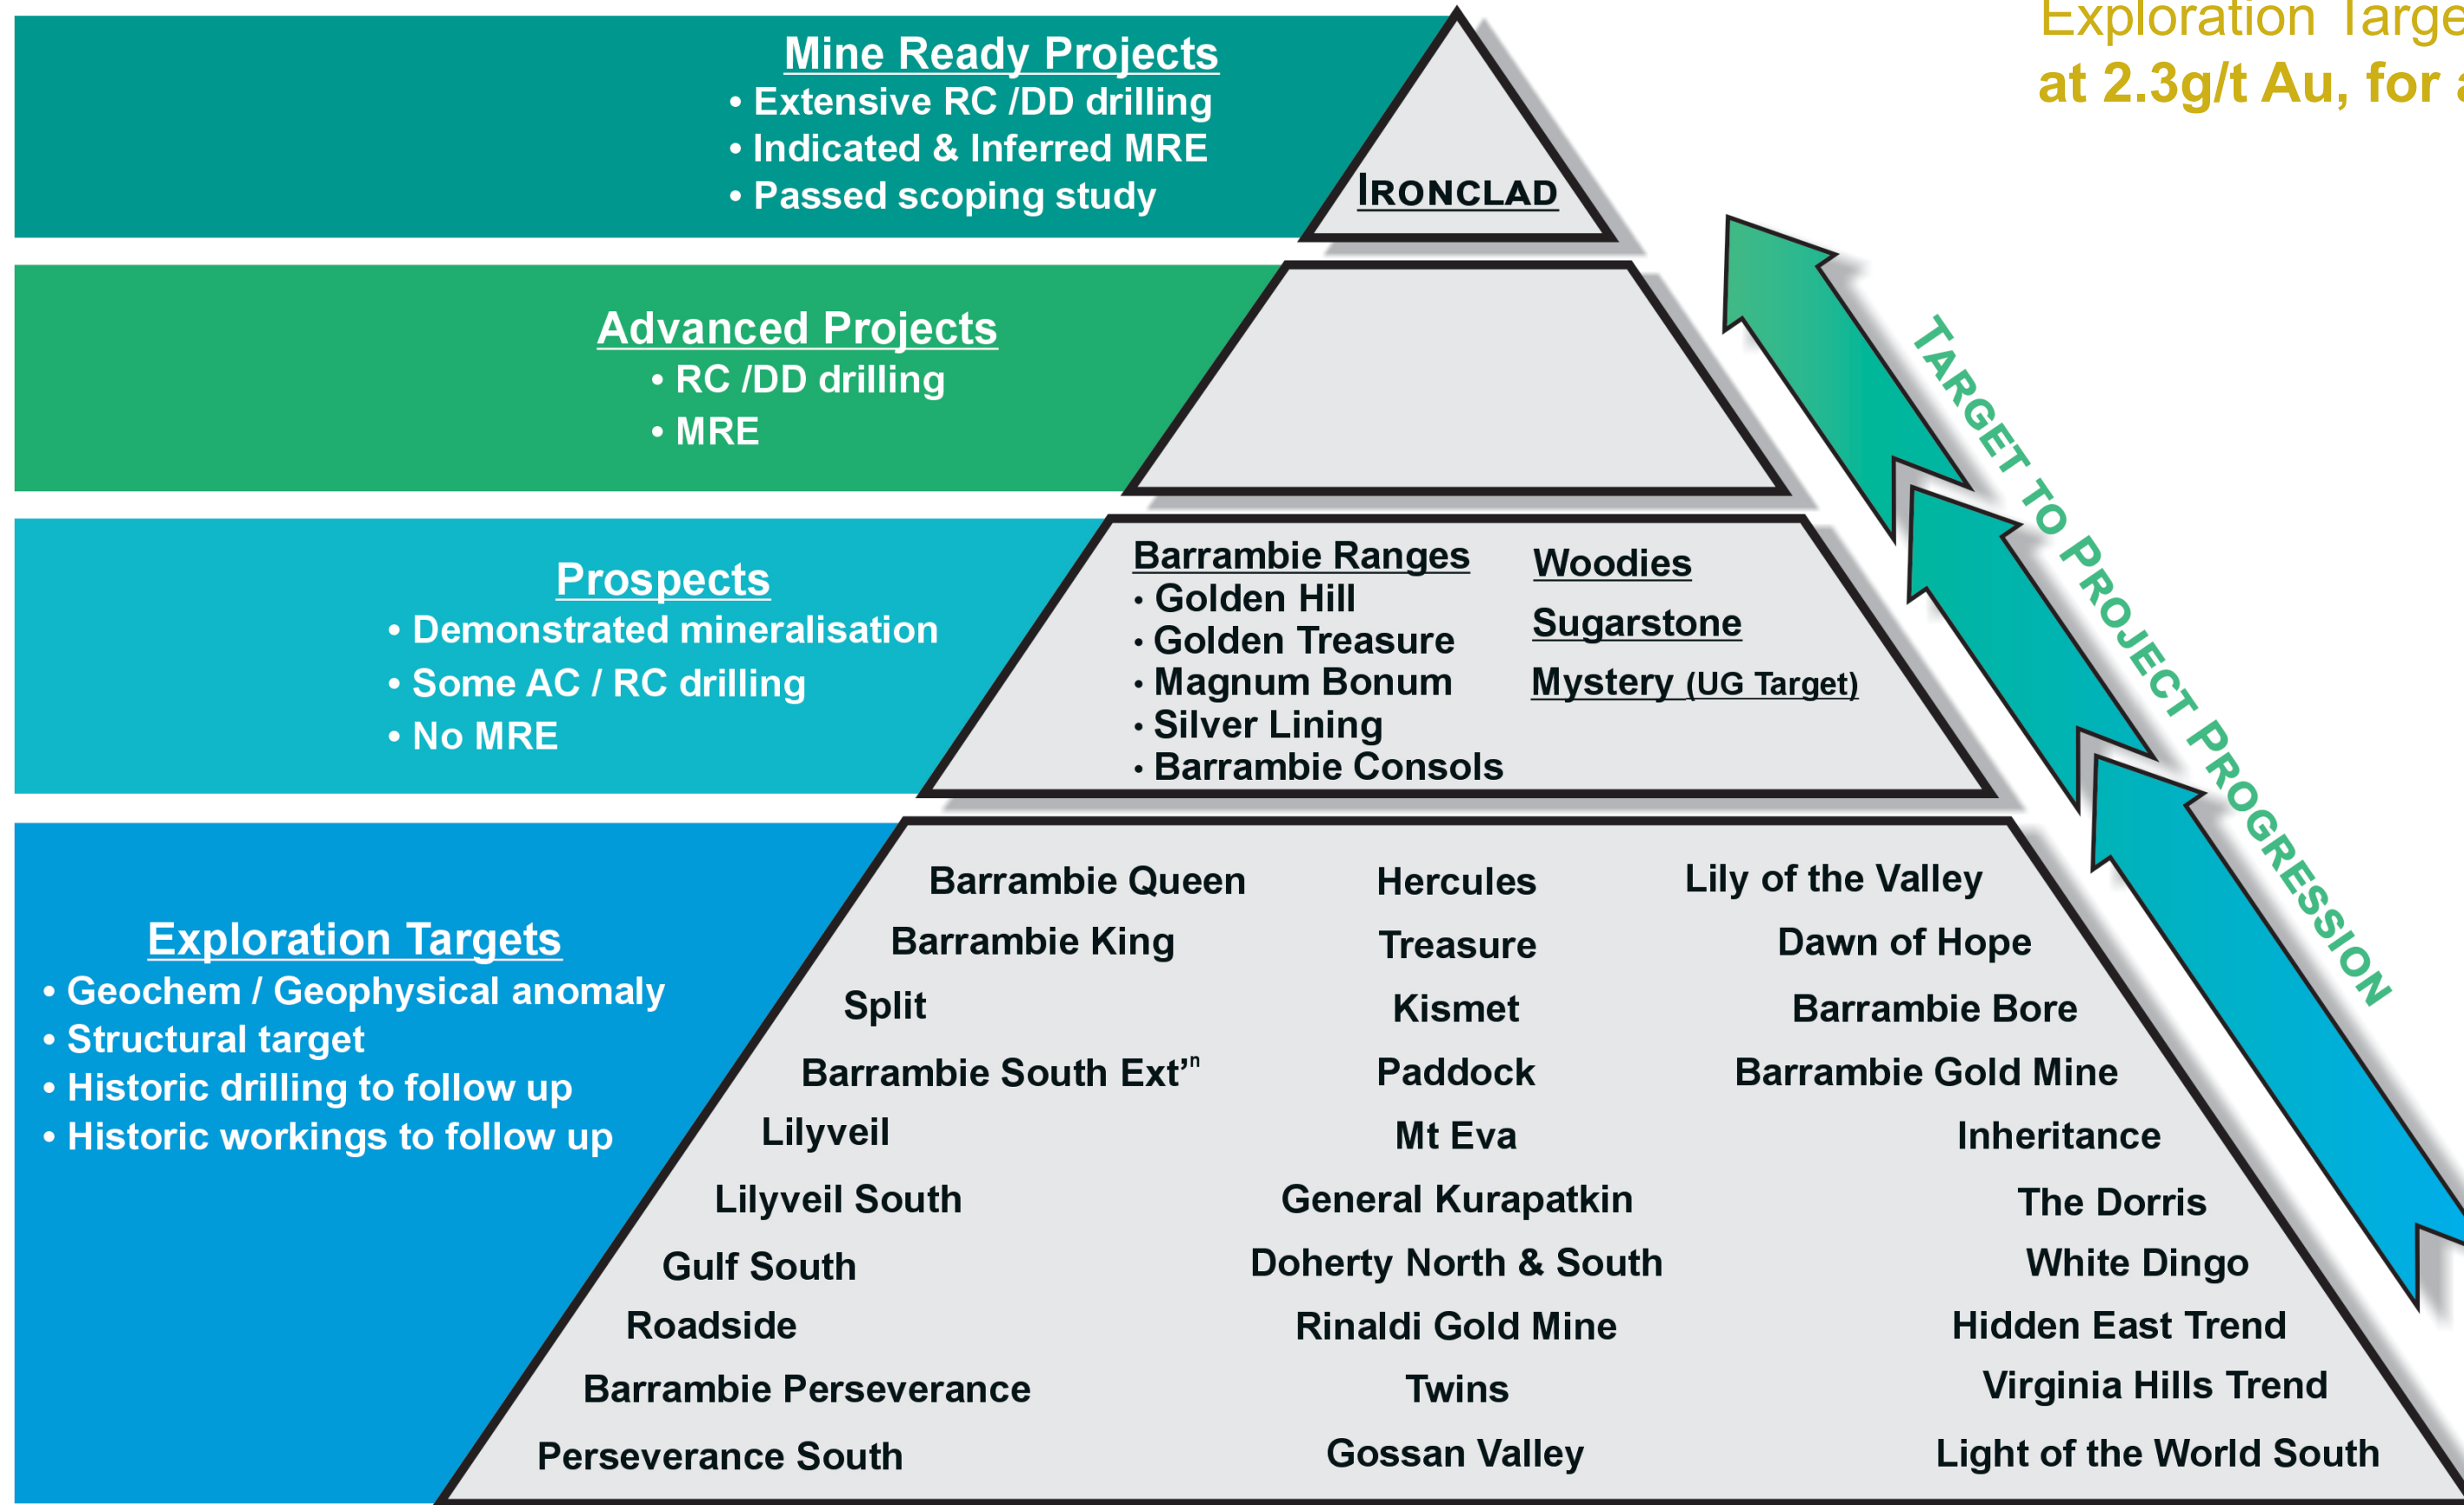 Mine Ready Projects
• Extensive RC /DD drilling
• Indicated & Inferred MRE
• Passed scoping study
IRONCLAD
Exploration
at 2.3g/t Au, for
Advanced Projects
• RC /DD drilling
• MRE
TARGET TO PROJECT PROGRESSION
Prospects
• Demonstrated mineralisation
• Some AC / RC drilling
• No MRE
Barrambie Ranges
• Golden Hill
• Golden Treasure
• Magnum Bonum
• Silver Lining
• Barrambie Consols
Woodies
Sugarstone
Mystery (UG Target)
Exploration Targets
• Geochem / Geophysical anomaly
• Structural target
• Historic drilling to follow up
• Historic workings to follow up
Barrambie Queen
Barrambie King
Split
Barrambie South Ext’ⁿ
Lilyveil
Lilyveil South
Gulf South
Roadside
Barrambie Perseverance
Perseverance South
Hercules
Treasure
Kismet
Paddock
Mt Eva
General Kurapatkin
Doherty North & South
Rinaldi Gold Mine
Twins
Gossan Valley
Lily of the Valley
Dawn of Hope
Barrambie Bore
Barrambie Gold Mine
Inheritance
The Dorris
White Dingo
Hidden East Trend
Virginia Hills Trend
Light of the World South